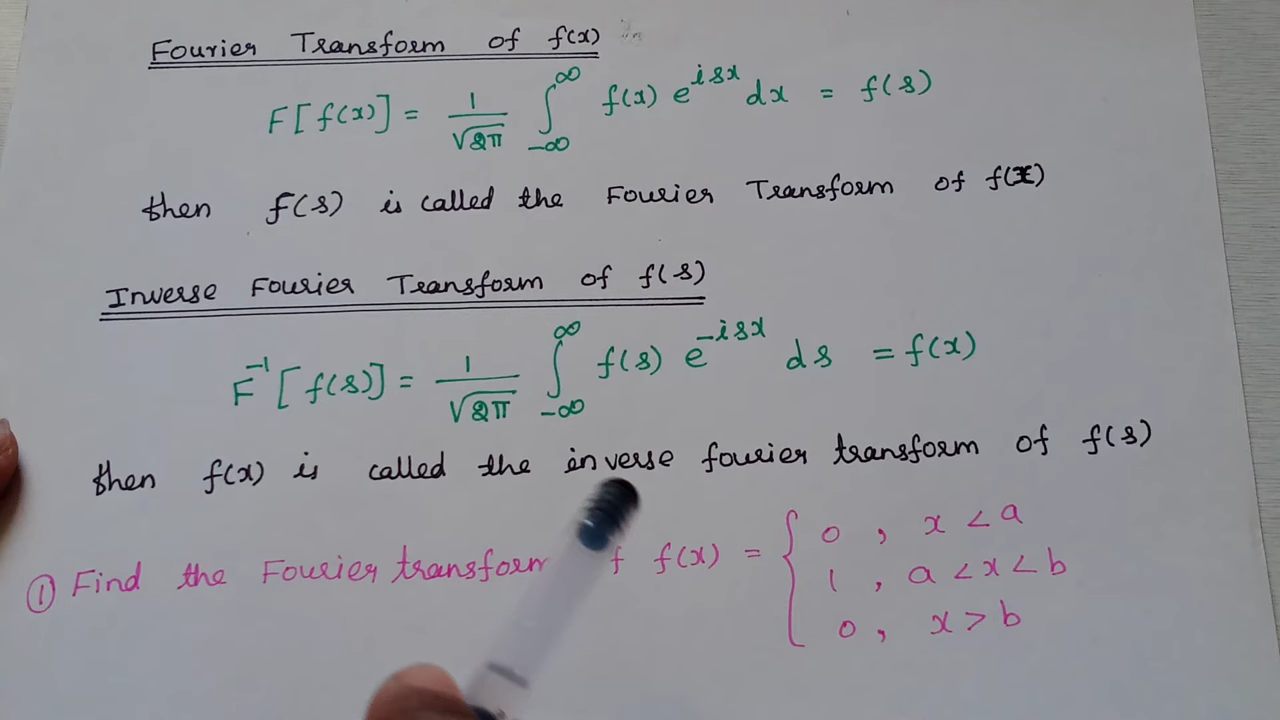 Fourier Transform of f(x)
F[f(x)] = 1/√2π ∫_{-∞}^{∞} f(x) e^{isx} dx = f(s)
then f(s) is called the Fourier Transform of f(x)
Inverse Fourier Transform of f(s)
F^{-1}[f(s)] = 1/√2π ∫_{-∞}^{∞} f(s) e^{-isx} ds = f(x)
then f(x) is called the inverse fourier transform of f(s)
① Find the Fourier transform f f(x) = { 0 , x < a
1 , a < x < b
0 , x > b